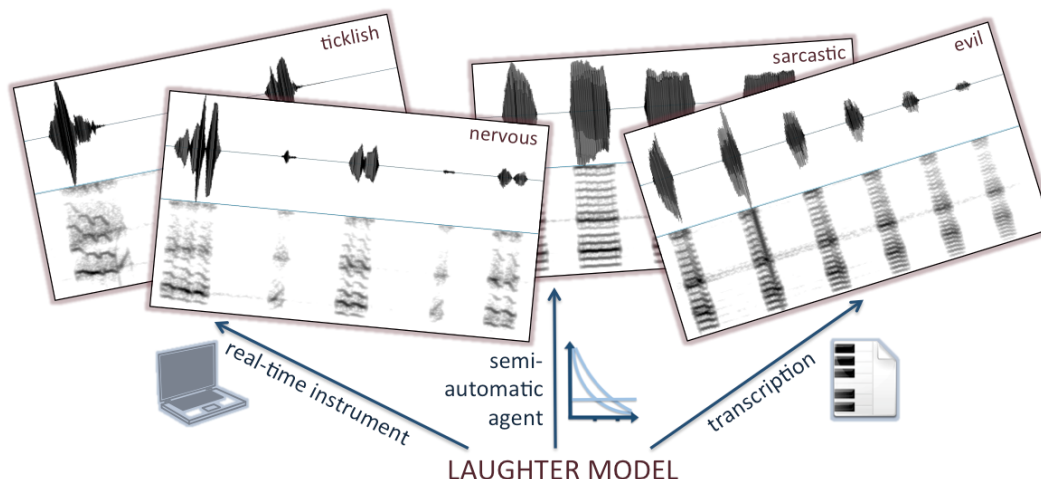 ticklish
nervous
sarcastic
evil
real-time instrument
semi-
automatic
agent
transcription
LAUGHTER MODEL